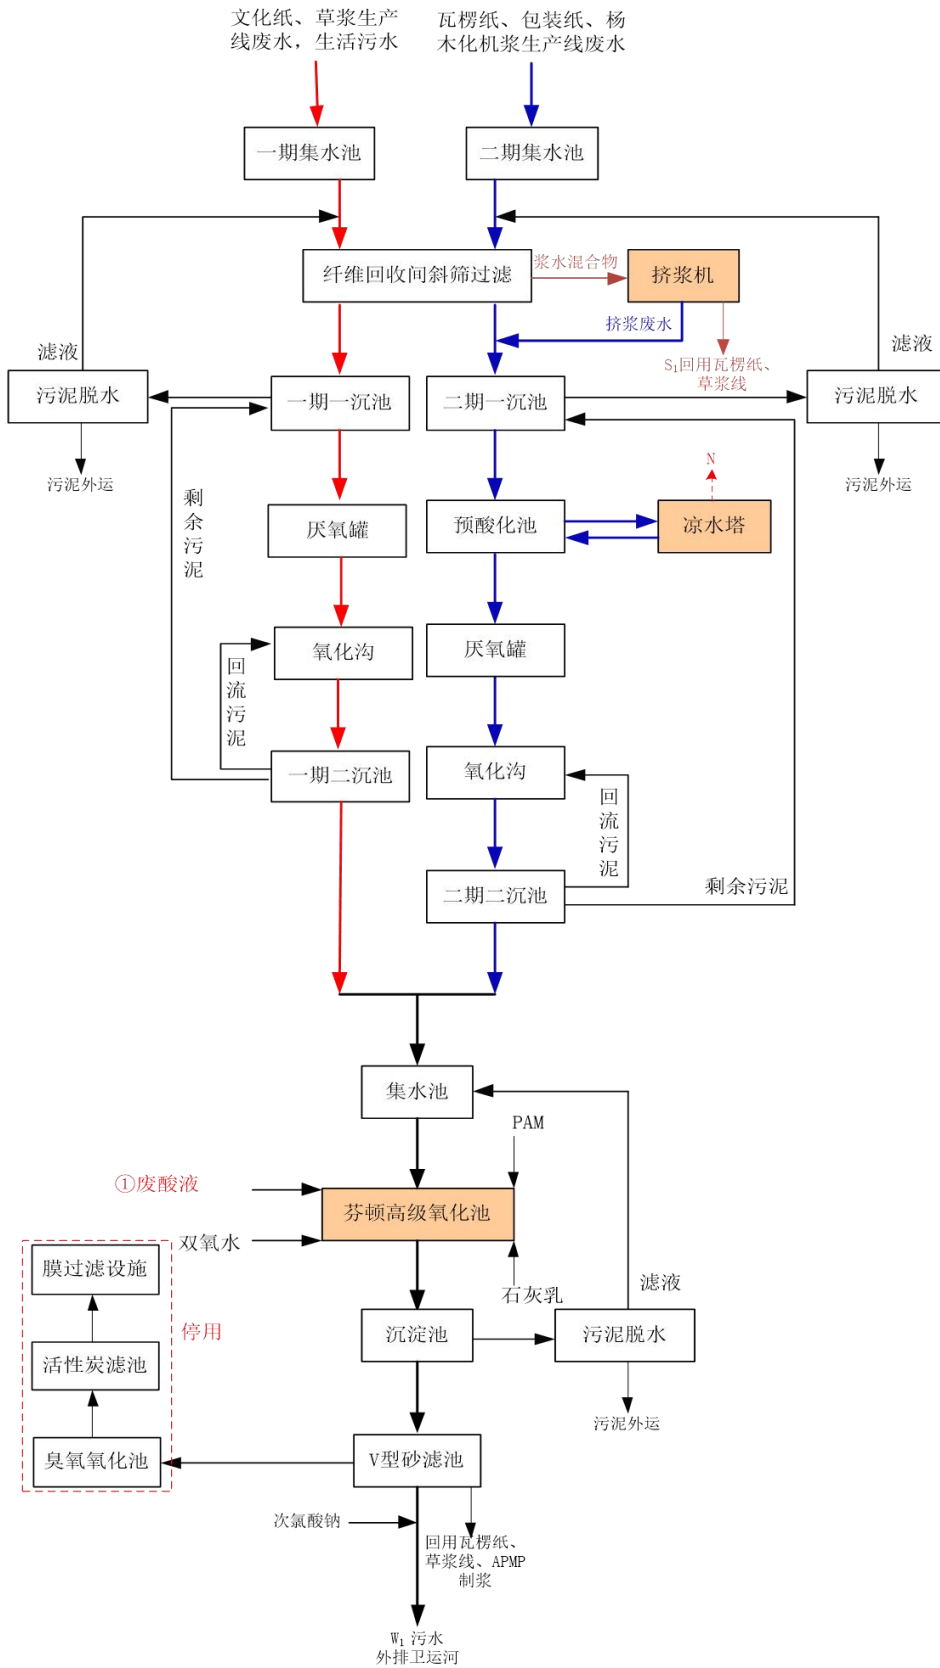 文化纸、草浆生产
线废水，生活污水
瓦楞纸、包装纸、杨
木化机浆生产线废水
一期集水池
二期集水池
纤维回收间斜筛过滤
浆水混合物
挤浆机
挤浆废水
S₁回用瓦楞纸、
草浆线
滤液
滤液
污泥脱水
一期一沉池
二期一沉池
污泥脱水
污泥外运
污泥外运
剩余污泥
N
厌氧罐
预酸化池
凉水塔
氧化沟
厌氧罐
回流污泥
一期二沉池
氧化沟
回流污泥
二期二沉池
剩余污泥
集水池
PAM
①废酸液
芬顿高级氧化池
双氧水
石灰乳
滤液
膜过滤设施
停用
沉淀池
污泥脱水
活性炭滤池
污泥外运
臭氧氧化池
V型砂滤池
次氯酸钠
回用瓦楞纸、
草浆线、APMP
制浆
W₁ 污水
外排卫运河